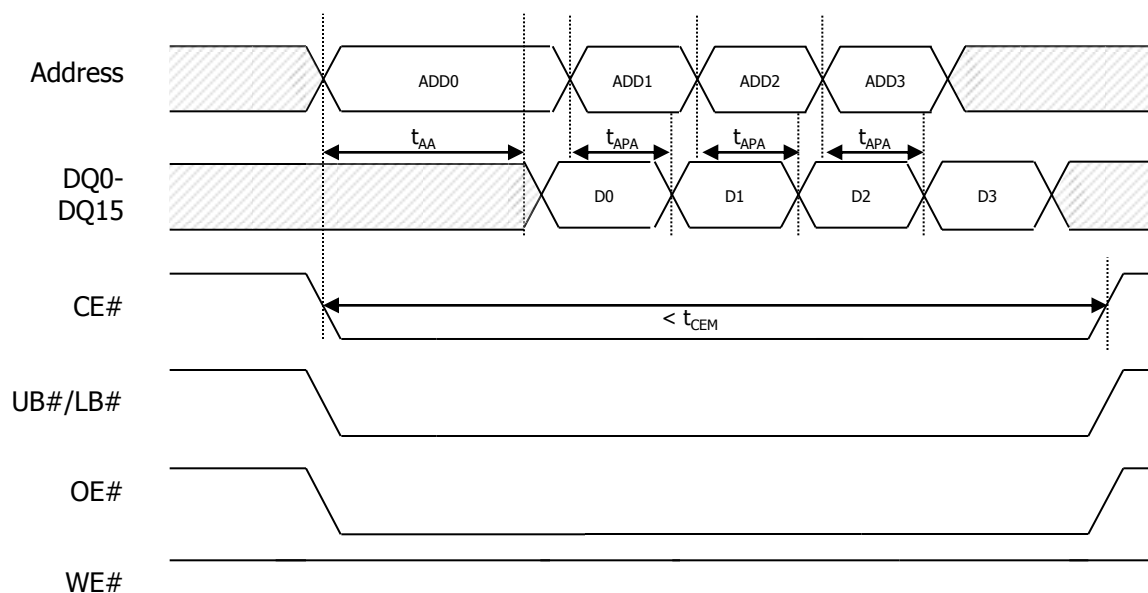 Address
ADD0
ADD1
ADD2
ADD3
tAA
tAPA
tAPA
tAPA
DQ0-
DQ15
D0
D1
D2
D3
CE#
< tCEM
UB#/LB#
OE#
WE#